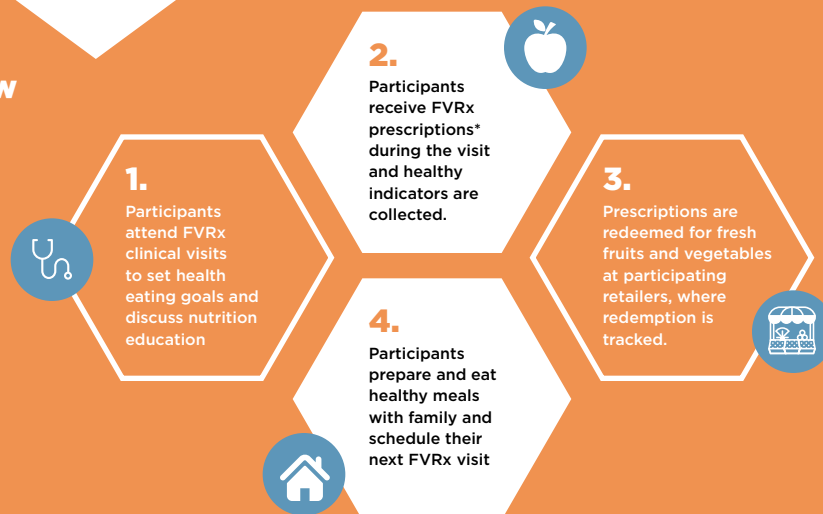 w
1.
Participants
attend FVRx
clinical visits
to set health
eating goals and
discuss nutrition
education
2.
Participants
receive FVRx
prescriptions*
during the visit
and healthy
indicators are
collected.
3.
Prescriptions are
redeemed for fresh
fruits and vegetables
at participating
retailers, where
redemption is
tracked.
4.
Participants
prepare and eat
healthy meals
with family and
schedule their
next FVRx visit